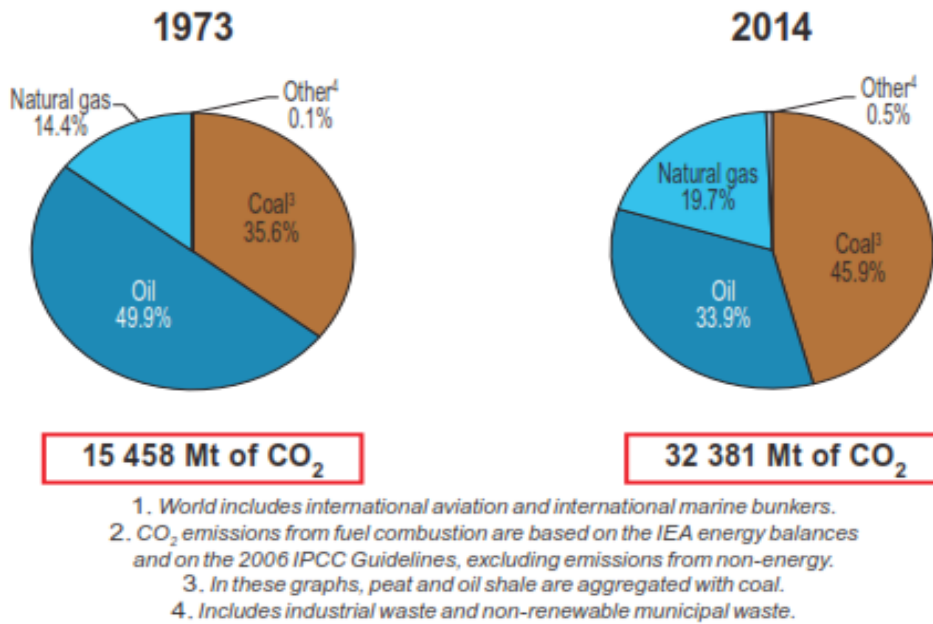 1973
2014
Natural gas
14.4%
Other⁴
0.1%
Coal³
35.6%
Oil
49.9%
Other⁴
0.5%
Natural gas
19.7%
Coal³
45.9%
Oil
33.9%
15 458 Mt of CO₂
32 381 Mt of CO₂
1. World includes international aviation and international marine bunkers.
2. CO₂ emissions from fuel combustion are based on the IEA energy balances
and on the 2006 IPCC Guidelines, excluding emissions from non-energy.
3. In these graphs, peat and oil shale are aggregated with coal.
4. Includes industrial waste and non-renewable municipal waste.